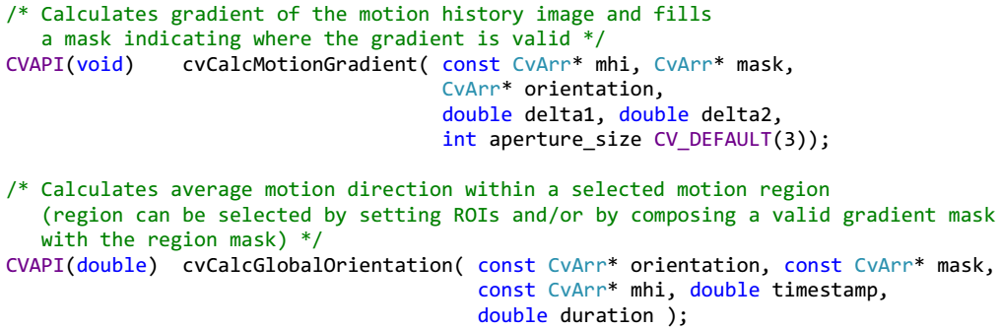 /* Calculates gradient of the motion history image and fills
   a mask indicating where the gradient is valid */
CVAPI(void)    cvCalcMotionGradient( const CvArr* mhi, CvArr* mask,
                                     CvArr* orientation,
                                     double delta1, double delta2,
                                     int aperture_size CV_DEFAULT(3));

/* Calculates average motion direction within a selected motion region
   (region can be selected by setting ROIs and/or by composing a valid gradient mask
   with the region mask) */
CVAPI(double)  cvCalcGlobalOrientation( const CvArr* orientation, const CvArr* mask,
                                        const CvArr* mhi, double timestamp,
                                        double duration );